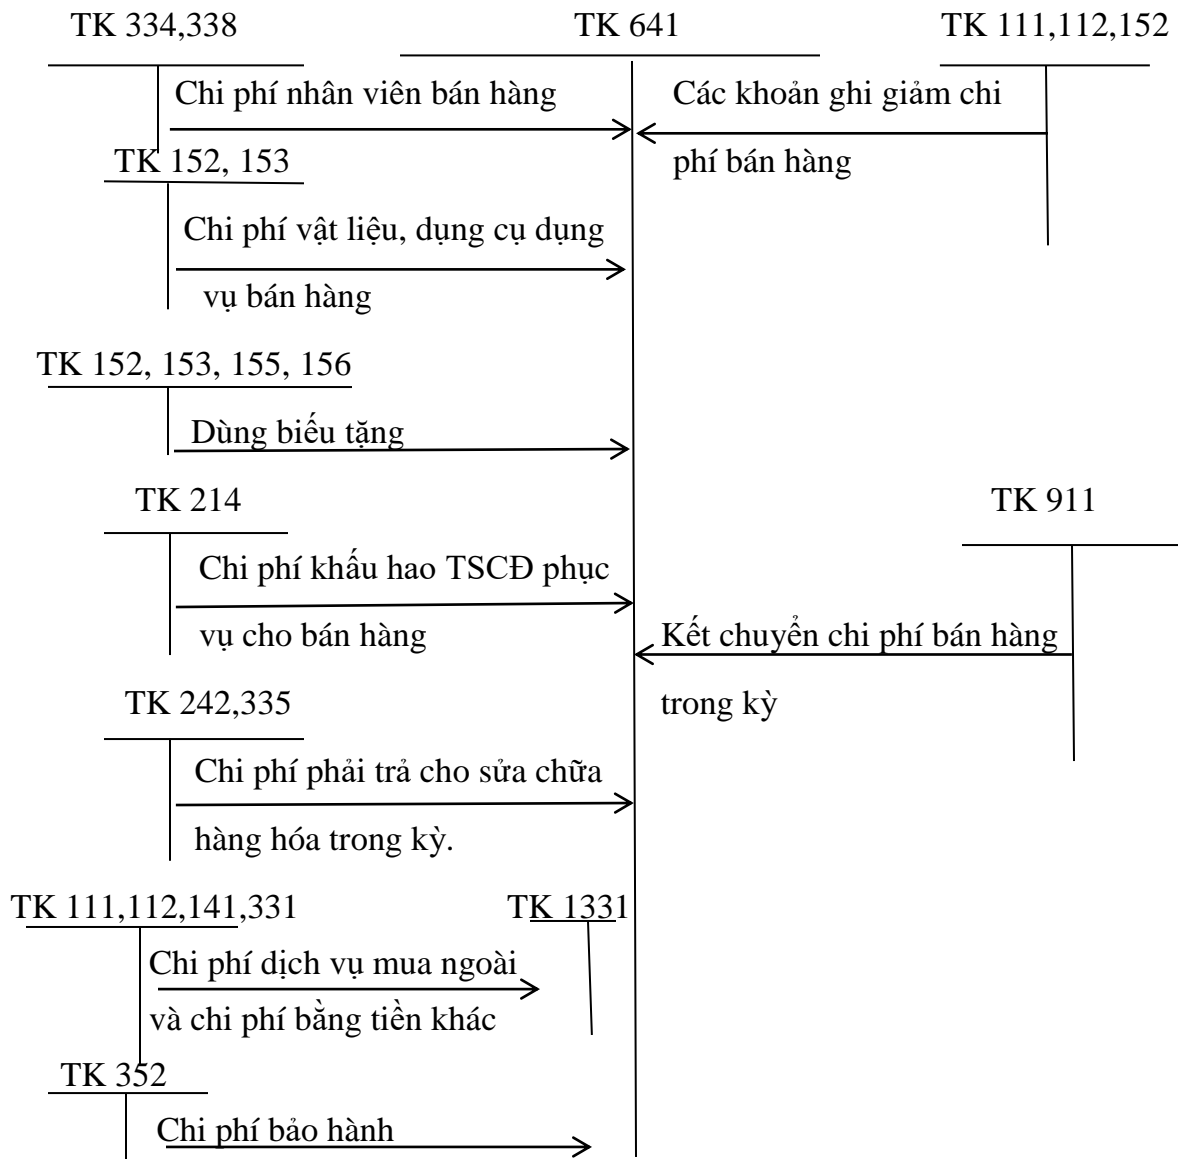 TK 334,338
TK 641
TK 111,112,152
Chi phí nhân viên bán hàng
Các khoản ghi giảm chi
phí bán hàng
TK 152, 153
Chi phí vật liệu, dụng cụ dụng
vụ bán hàng
TK 152, 153, 155, 156
Dùng biếu tặng
TK 214
TK 911
Chi phí khấu hao TSCĐ phục
vụ cho bán hàng
Kết chuyển chi phí bán hàng
trong kỳ
TK 242,335
Chi phí phải trả cho sửa chữa
hàng hóa trong kỳ.
TK 111,112,141,331
TK 1331
Chi phí dịch vụ mua ngoài
và chi phí bằng tiền khác
TK 352
Chi phí bảo hành